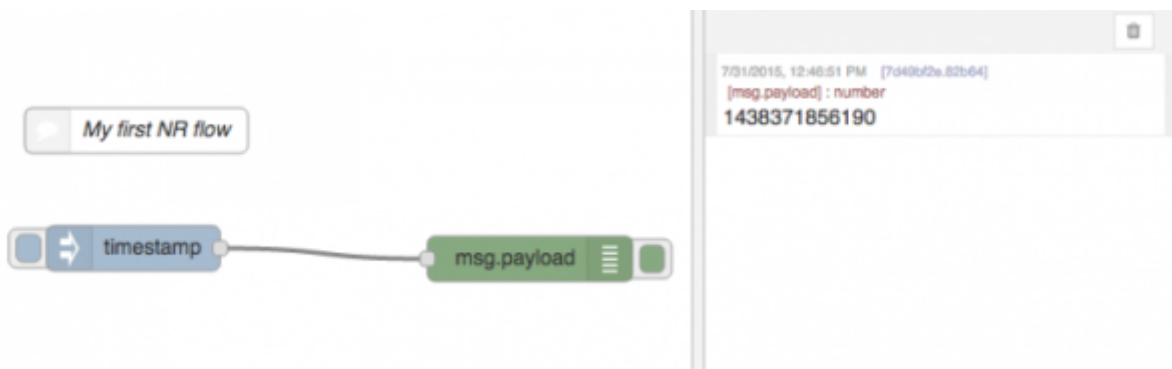 My first NR flow
timestamp
msg.payload
7/31/2015, 12:46:51 PM [7d49bf2e.82b64]
[msg.payload] : number
1438371856190